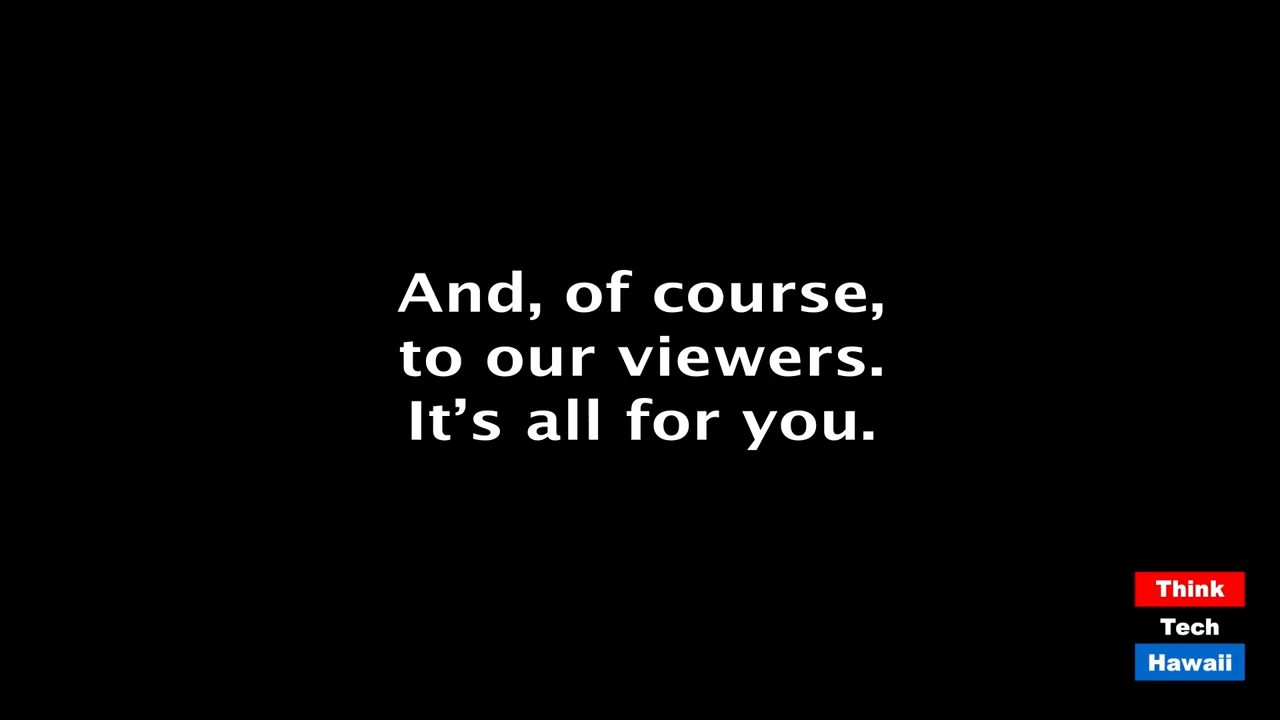 And, of course,
to our viewers.
It’s all for you.
Think
Tech
Hawaii